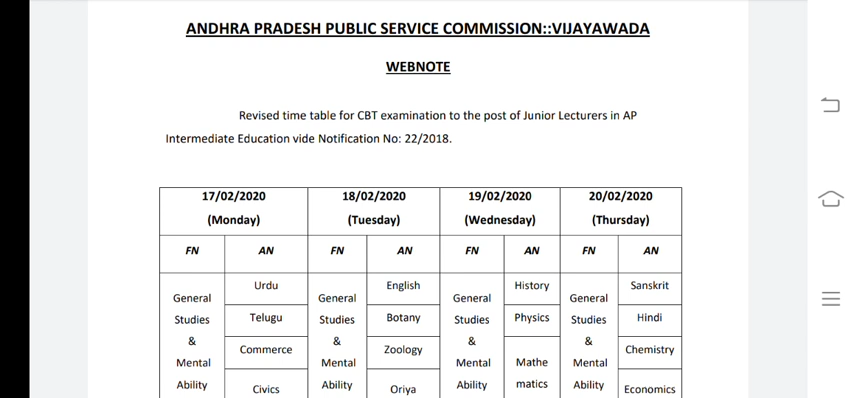 ANDHRA PRADESH PUBLIC SERVICE COMMISSION::VIJAYAWADA
WEBNOTE
Revised time table for CBT examination to the post of Junior Lecturers in AP
Intermediate Education vide Notification No: 22/2018.
17/02/2020 18/02/2020 19/02/2020 20/02/2020
(Monday) (Tuesday) (Wednesday) (Thursday)
FN AN FN AN FN AN FN AN
Urdu English History Sanskrit
General General General General
Studies Telugu Studies Botany Studies Physics Studies Hindi
& & & &
Commerce Zoology Chemistry
Mental Mental Mental Mathe Mental
Ability Civics Ability Oriya Ability matics Ability Economics